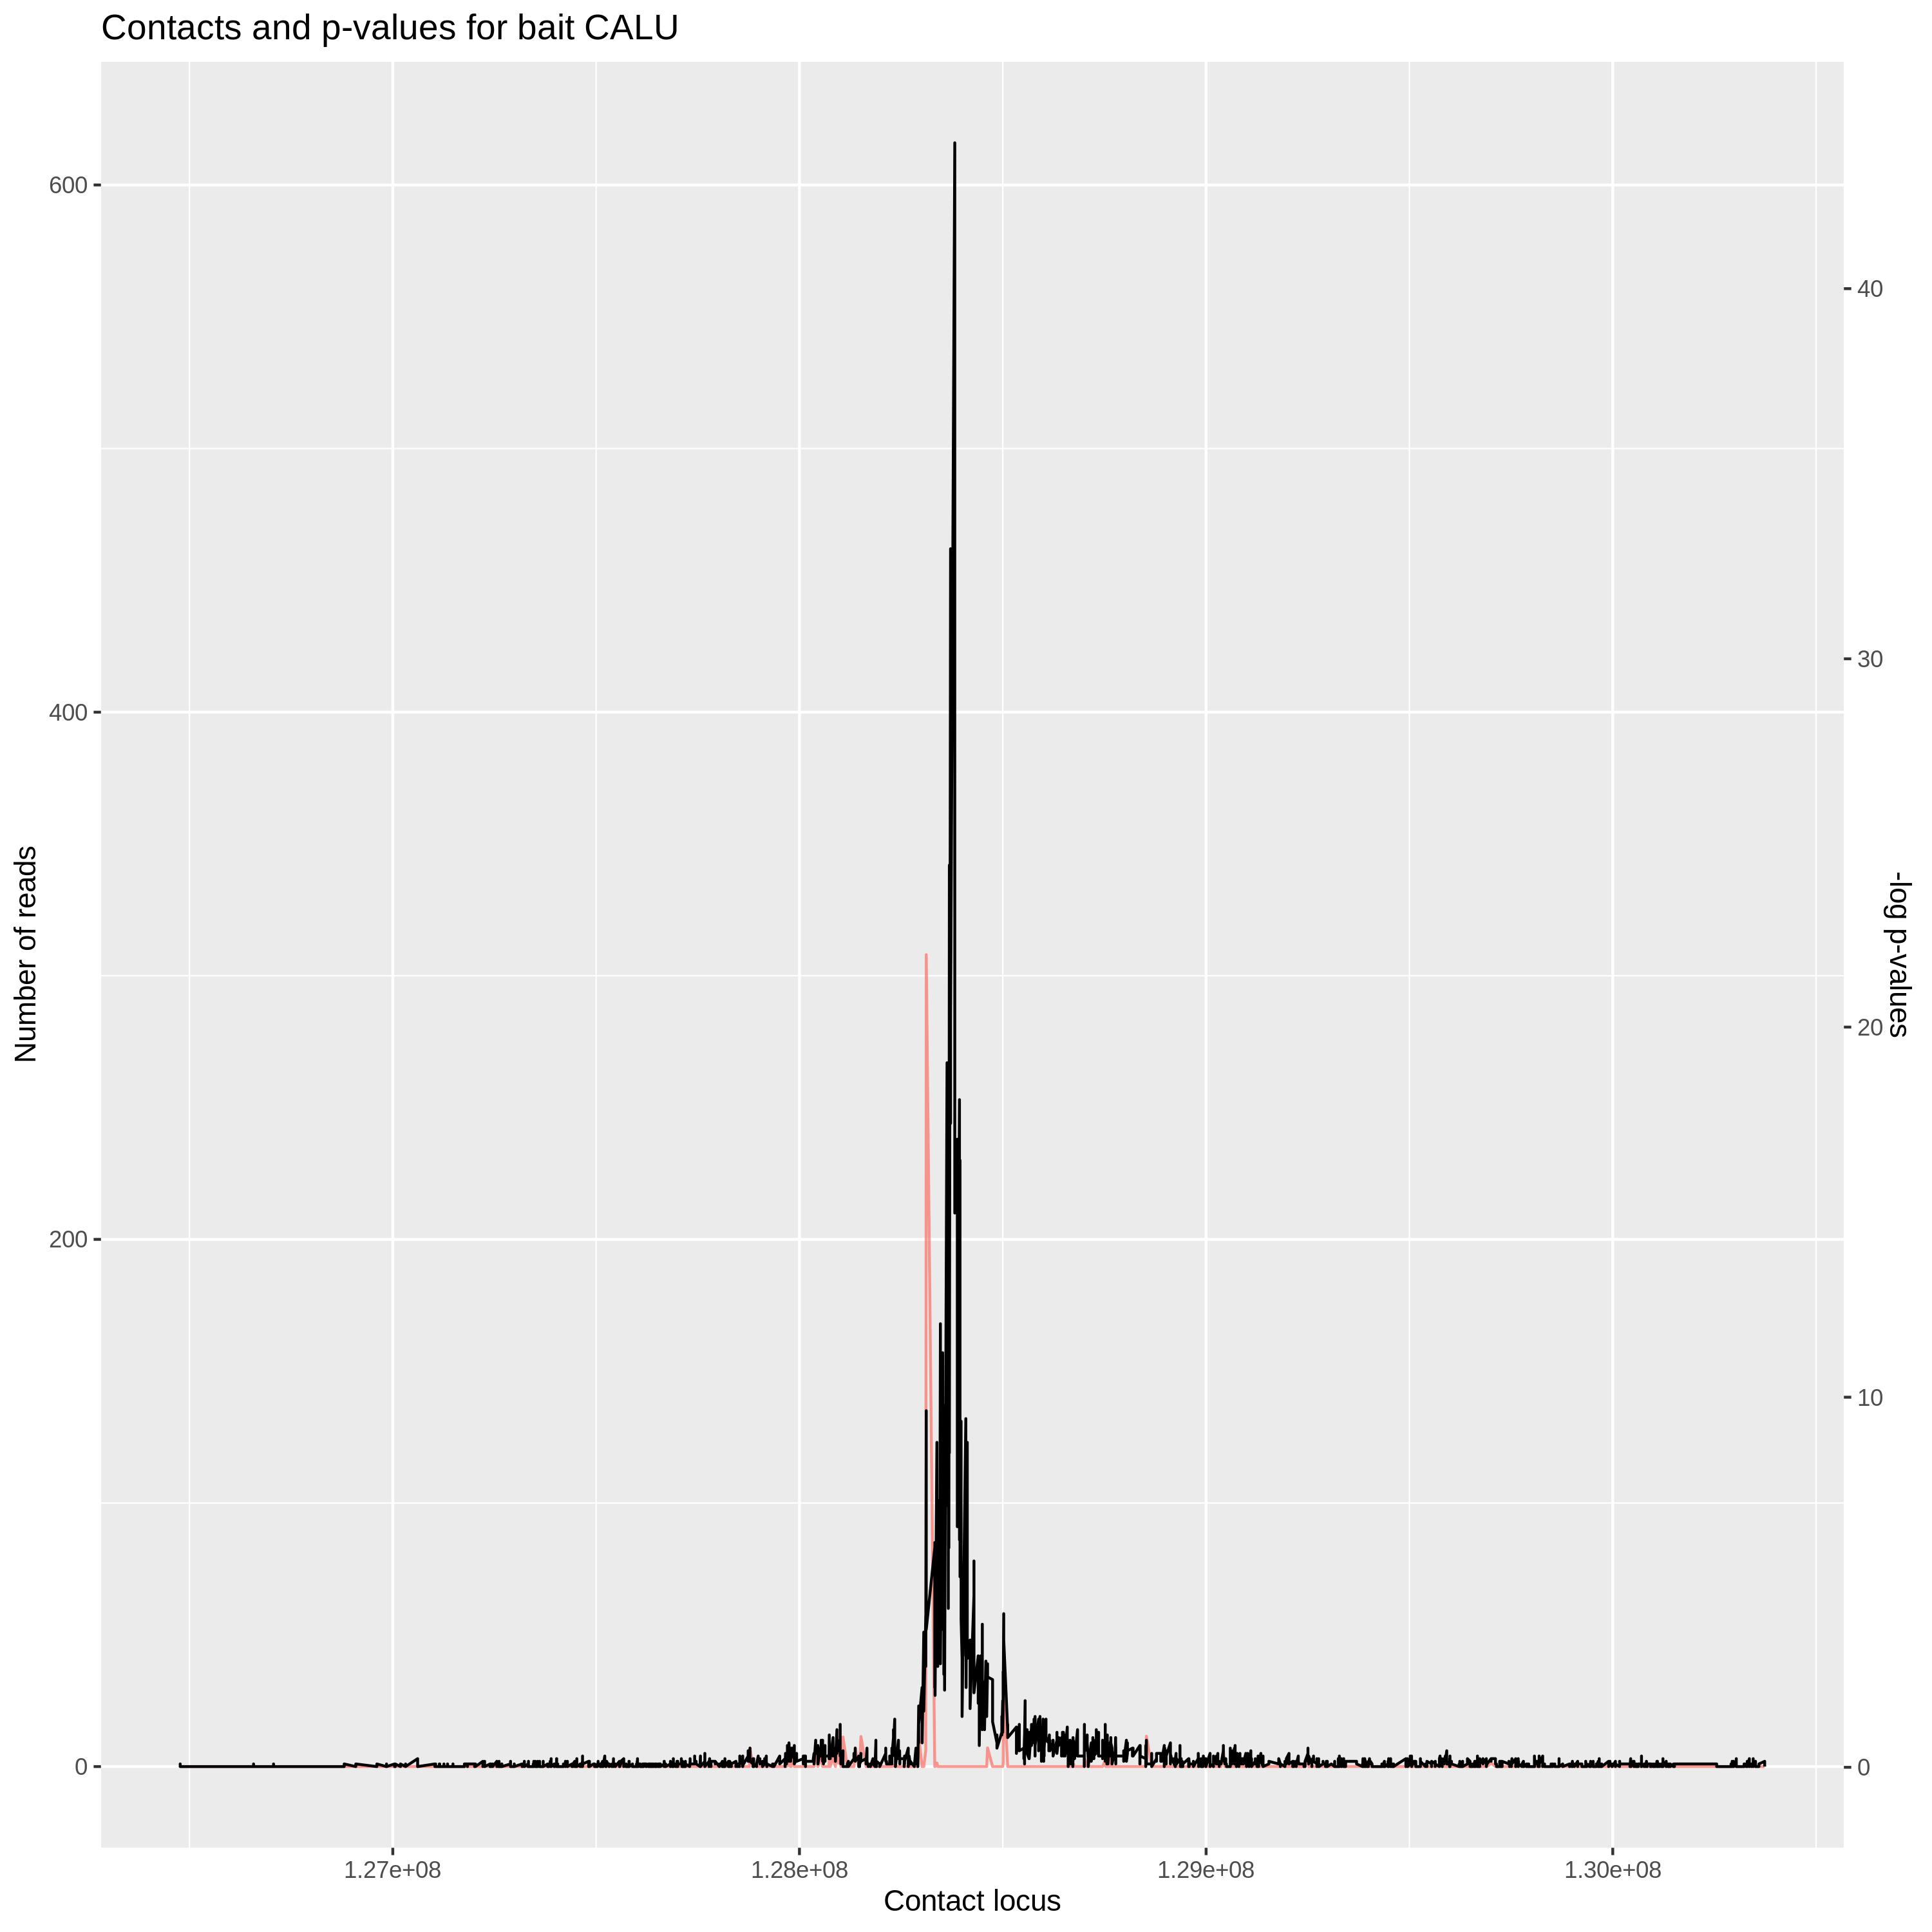 Contacts and p-values for bait CALU
600
400
200
0
Number of reads
40
30
20
10
0
-log p-values
1.27e+08
1.28e+08
1.29e+08
1.30e+08
Contact locus